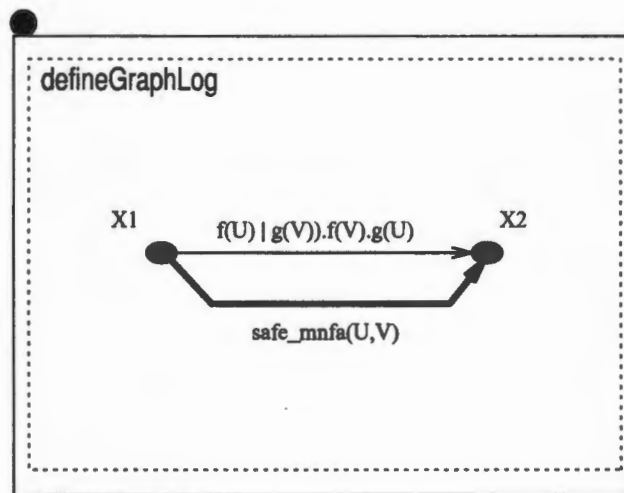 defineGraphLog
X1
f(U) | g(V)).f(V).g(U)
X2
safe_mnfa(U,V)